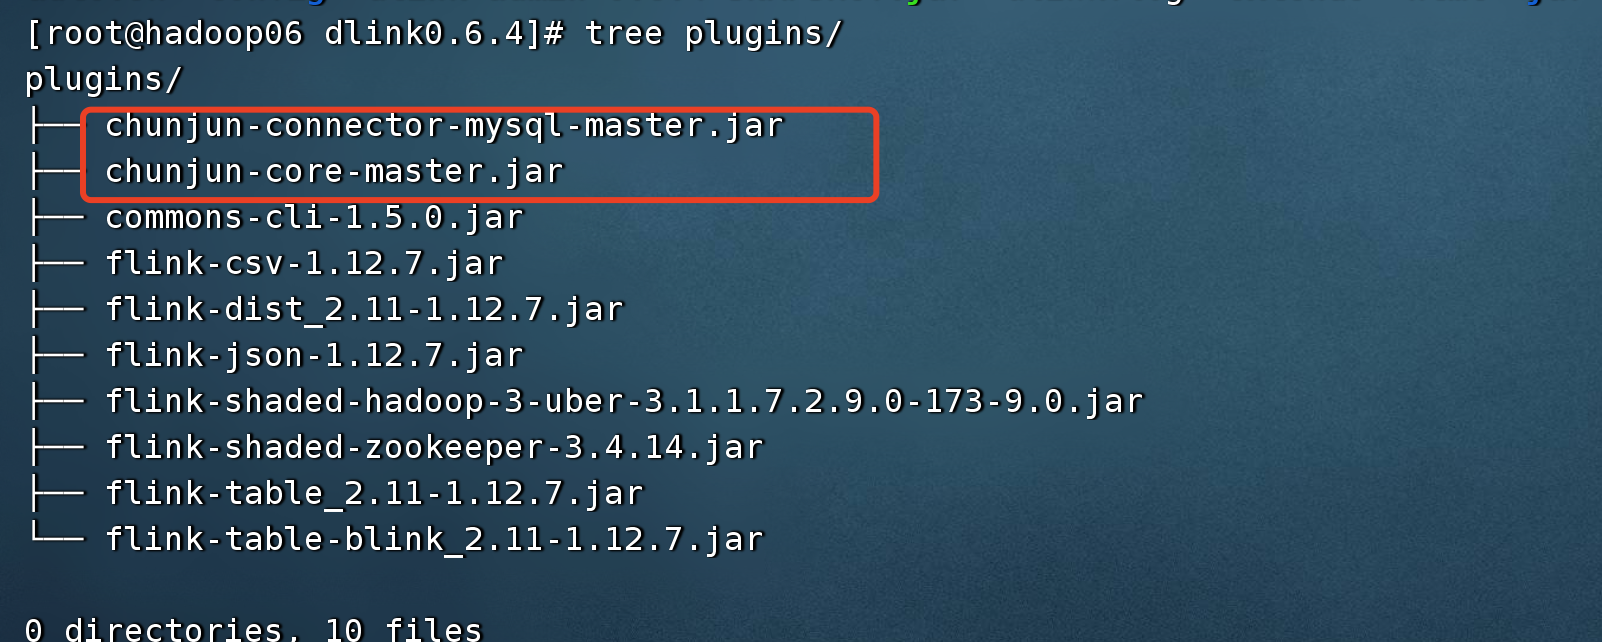 [root@hadoop06 dlink0.6.4]# tree plugins/
plugins/
├── chunjun-connector-mysql-master.jar
├── chunjun-core-master.jar
├── commons-cli-1.5.0.jar
├── flink-csv-1.12.7.jar
├── flink-dist_2.11-1.12.7.jar
├── flink-json-1.12.7.jar
├── flink-shaded-hadoop-3-uber-3.1.1.7.2.9.0-173-9.0.jar
├── flink-shaded-zookeeper-3.4.14.jar
├── flink-table_2.11-1.12.7.jar
└── flink-table-blink_2.11-1.12.7.jar
0 directories, 10 files